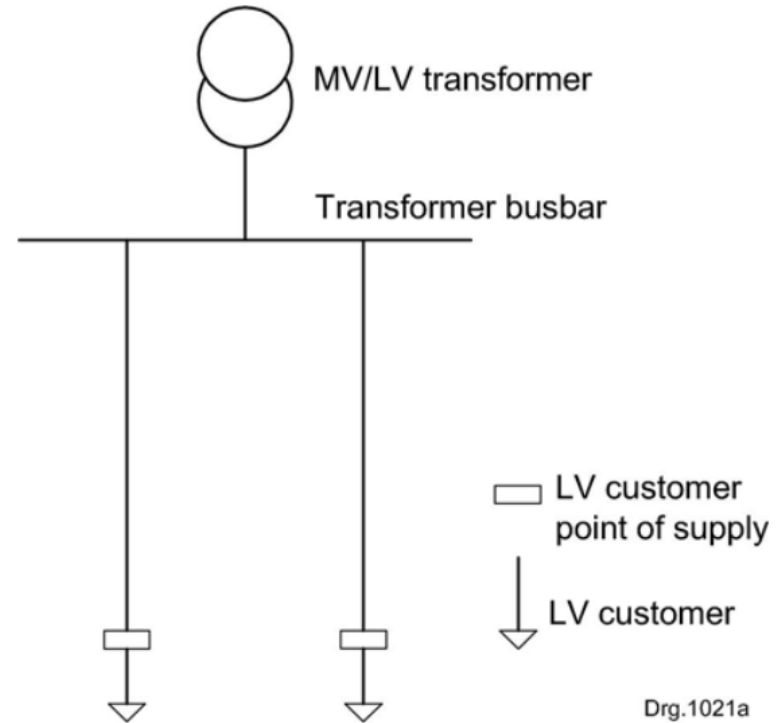 MV/LV transformer
Transformer busbar
LV customer
point of supply
LV customer
Drg.1021a